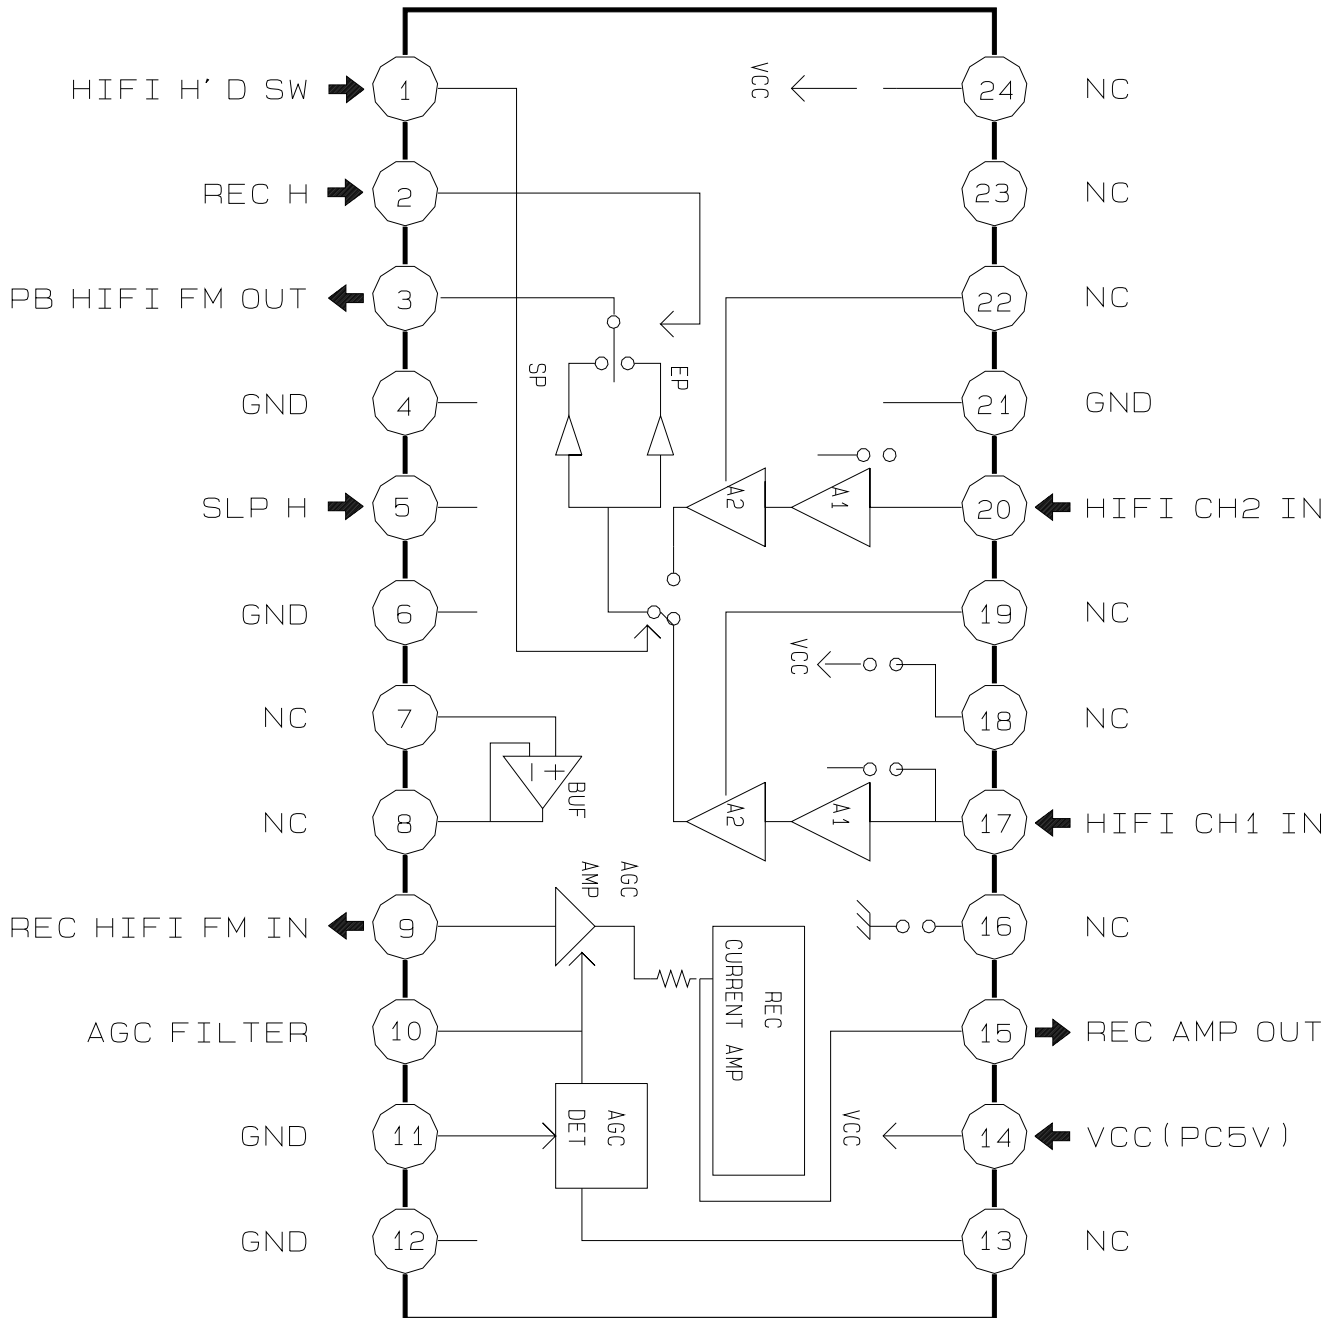 HIFI H'D SW 1
REC H 2
PB HIFI FM OUT 3
GND 4
SLP H 5
GND 6
NC 7
NC 8
REC HIFI FM IN 9
AGC FILTER 10
GND 11
GND 12
VCC
SP
EP
A2
A1
VCC
BUF
- +
A2
A1
AGC
AMP
REC
CURRENT AMP
AGC
DET
VCC
24 NC
23 NC
22 NC
21 GND
20 HIFI CH2 IN
19 NC
18 NC
17 HIFI CH1 IN
16 NC
15 REC AMP OUT
14 VCC(PC5V)
13 NC